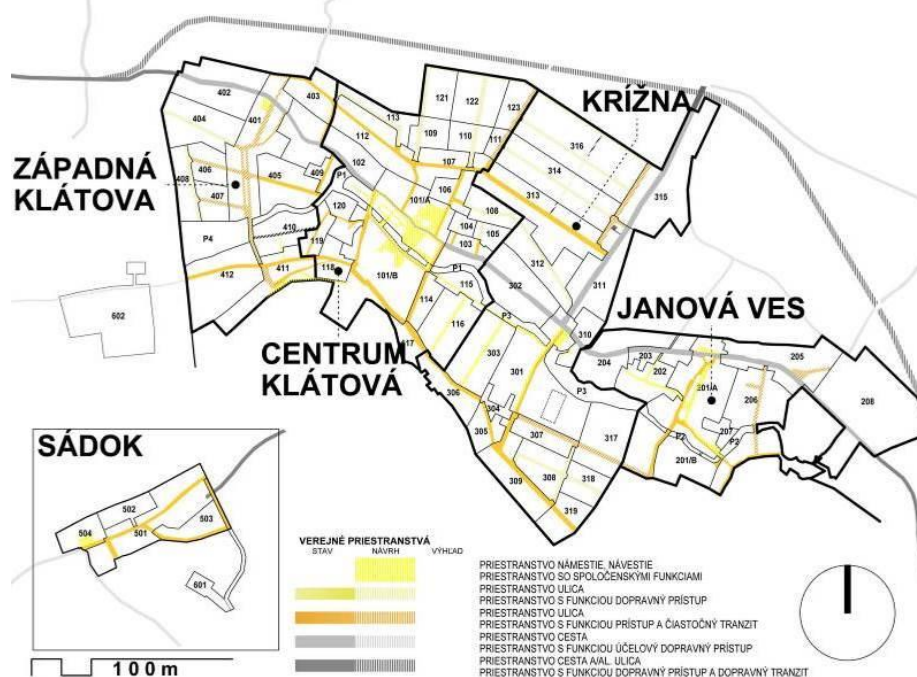 KRÍŽNA
ZÁPADNÁ
KLÁTOVA
JANOVÁ VES
CENTRUM
KLÁTOVÁ
SÁDOK
402
403
404
401
406
405
409
408
407
P4
410
412
411
602
113
121
122
123
112
109
110
111
102
107
P1
101/A
106
120
108
104
105
103
119
118
101/B
P1
115
114
116
117
316
314
313
315
312
302
311
310
P3
303
301
P3
306
304
305
307
317
308
309
318
319
204
203
202
205
201/A
206
208
207
P2
P2
201/B
502
504
501
503
601
VEREJNÉ PRIESTRANSTVÁ
STAV NÁVRH VÝHĽAD
PRIESTRANSTVO NÁMESTIE, NÁVESTIE
PRIESTRANSTVO SO SPOLOČENSKÝMI FUNKCIAMI
PRIESTRANSTVO ULICA
PRIESTRANSTVO S FUNKCIOU DOPRAVNÝ PRÍSTUP
PRIESTRANSTVO ULICA
PRIESTRANSTVO S FUNKCIOU PRÍSTUP A ČIASTOČNÝ TRANZIT
PRIESTRANSTVO CESTA
PRIESTRANSTVO S FUNKCIOU ÚČELOVÝ DOPRAVNÝ PRÍSTUP
PRIESTRANSTVO CESTA A/AL. ULICA
PRIESTRANSTVO S FUNKCIOU DOPRAVNÝ PRÍSTUP A DOPRAVNÝ TRANZIT
100m